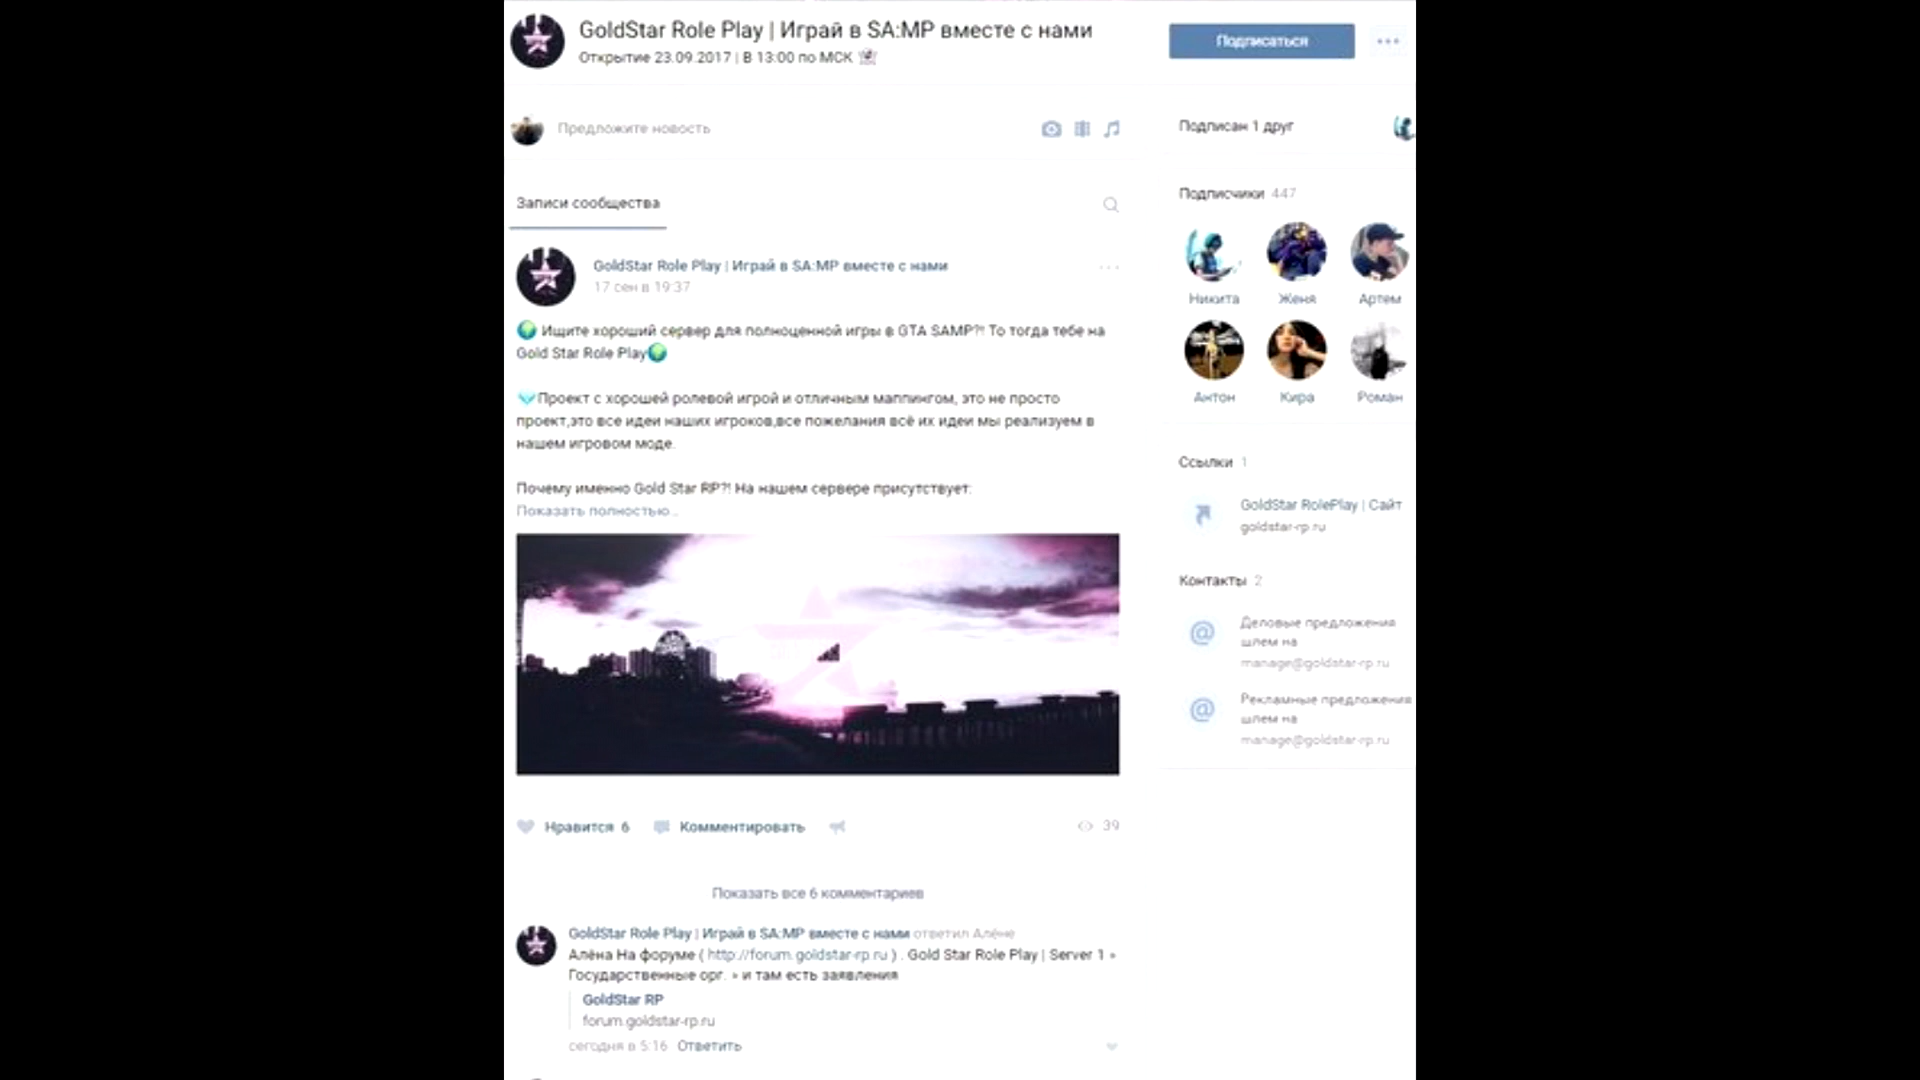 GoldStar Role Play | Играй в SA:MP вместе с нами
Открытие 23.09.2017 | В 13:00 по МСК
Подписаться
Предложите новость
Записи сообщества
GoldStar Role Play | Играй в SA:MP вместе с нами
17 сен в 19:37
Ищите хороший сервер для полноценной игры в GTA SAMP?! То тогда тебе на
Gold Star Role Play
Проект с хорошей ролевой игрой и отличным маппингом, это не просто
проект,это все идеи наших игроков,все пожелания всё их идеи мы реализуем в
нашем игровом моде.
Почему именно Gold Star RP?! На нашем сервере присутствует:
Показать полностью…
Нравится 6
Комментировать
39
Показать все 6 комментариев
GoldStar Role Play | Играй в SA:MP вместе с нами ответил Алёне
Алёна На форуме ( http://forum.goldstar-rp.ru ) . Gold Star Role Play | Server 1 »
Государственные орг. » и там есть заявления
GoldStar RP
forum.goldstar-rp.ru
сегодня в 5:16 Ответить
Подписан 1 друг
Подписчики 447
Никита Женя Артем
Антон Кира Роман
Ссылки 1
GoldStar RolePlay | Сайт
goldstar-rp.ru
Контакты 2
Деловые предложения
шлем на
manage@goldstar-rp.ru
Рекламные предложения
шлем на
manage@goldstar-rp.ru